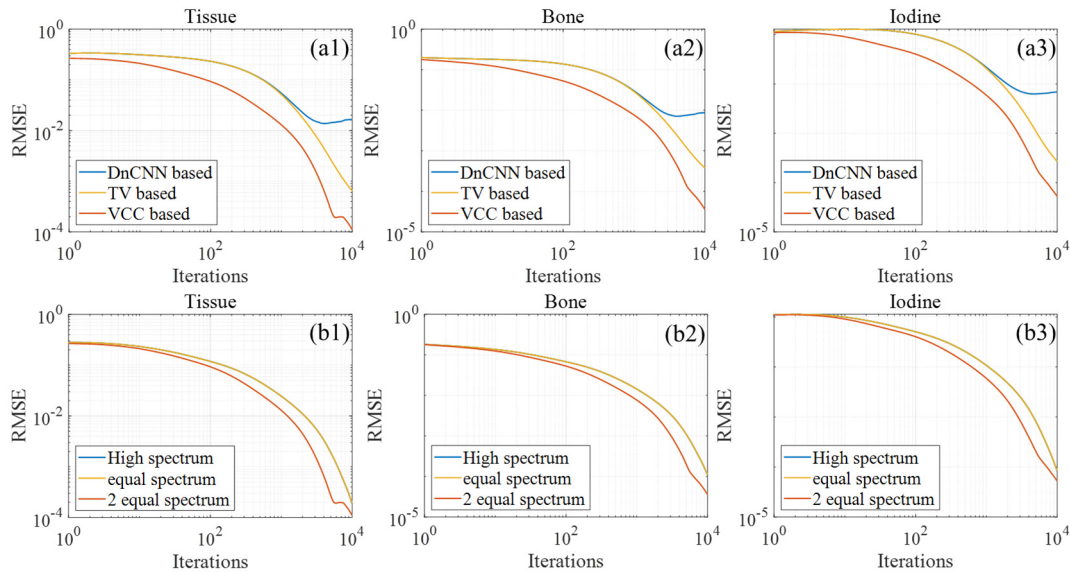 Tissue
(a1)
10^0
10^-2
10^-4
RMSE
DnCNN based
TV based
VCC based
10^0
10^2
10^4
Iterations
Bone
(a2)
10^0
10^-5
RMSE
DnCNN based
TV based
VCC based
10^0
10^2
10^4
Iterations
Iodine
(a3)
10^0
10^-5
RMSE
DnCNN based
TV based
VCC based
10^0
10^2
10^4
Iterations
Tissue
(b1)
10^0
10^-2
10^-4
RMSE
High spectrum
equal spectrum
2 equal spectrum
10^0
10^2
10^4
Iterations
Bone
(b2)
10^0
10^-5
RMSE
High spectrum
equal spectrum
2 equal spectrum
10^0
10^2
10^4
Iterations
Iodine
(b3)
10^0
10^-5
RMSE
High spectrum
equal spectrum
2 equal spectrum
10^0
10^2
10^4
Iterations